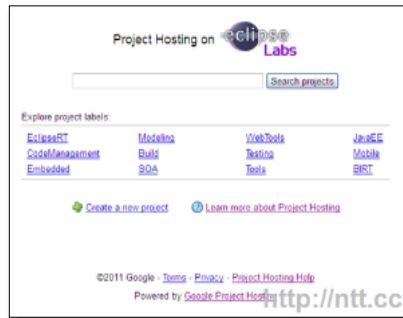 Project Hosting on eclipse Labs
Search projects
Explore project labels:
EclipseRT Modeling WebTools JavaEE
CodeManagement Build Testing Mobile
Embedded SOA Tools BIRT
Create a new project Learn more about Project Hosting
©2011 Google - Terms - Privacy - Project Hosting Help
Powered by Google Project Hosting
http://ntt.cc